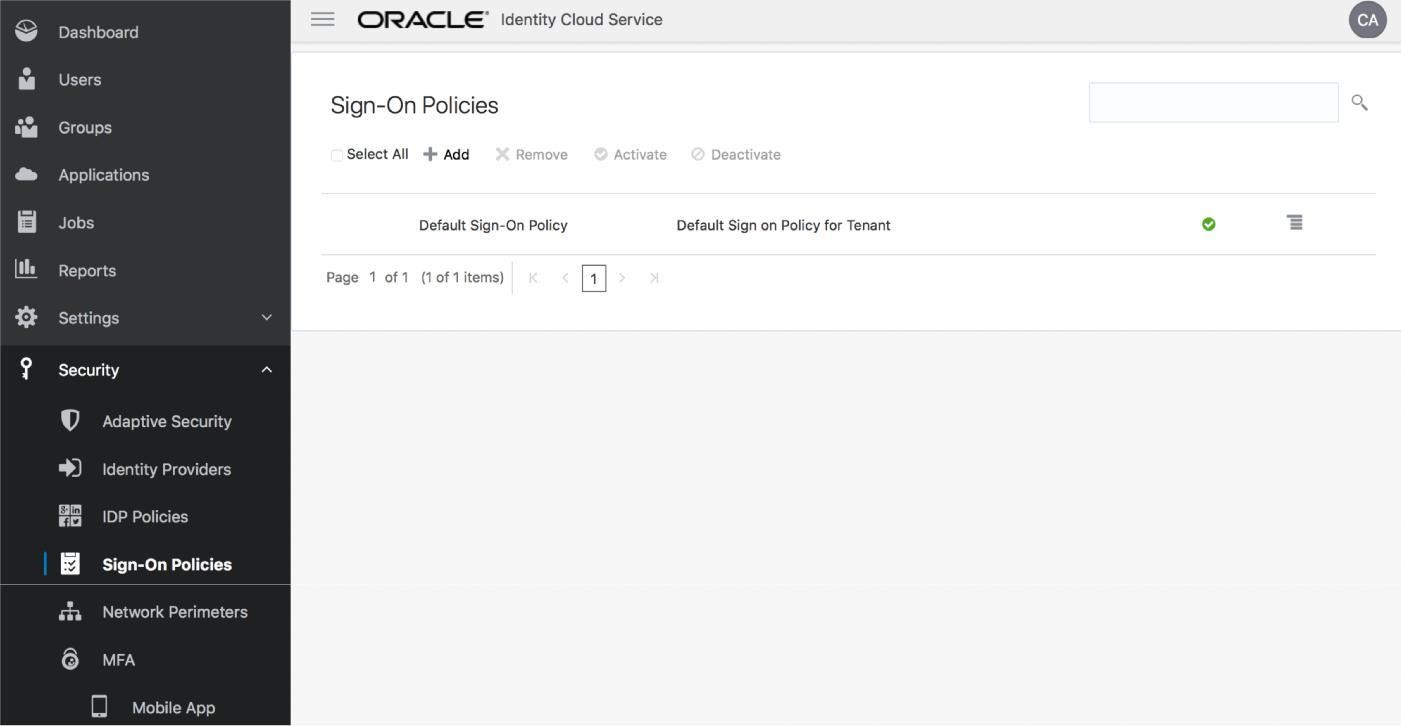 Dashboard
Users
Groups
Applications
Jobs
Reports
Settings
Security
Adaptive Security
Identity Providers
IDP Policies
Sign-On Policies
Network Perimeters
MFA
Mobile App
ORACLE® Identity Cloud Service
CA
Sign-On Policies
Select All Add Remove Activate Deactivate
Default Sign-On Policy Default Sign on Policy for Tenant
Page 1 of 1 (1 of 1 items) 1